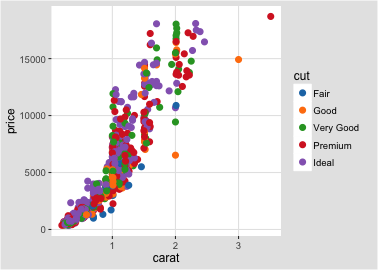 15000
10000
5000
0
price
1
2
3
carat
cut
Fair
Good
Very Good
Premium
Ideal